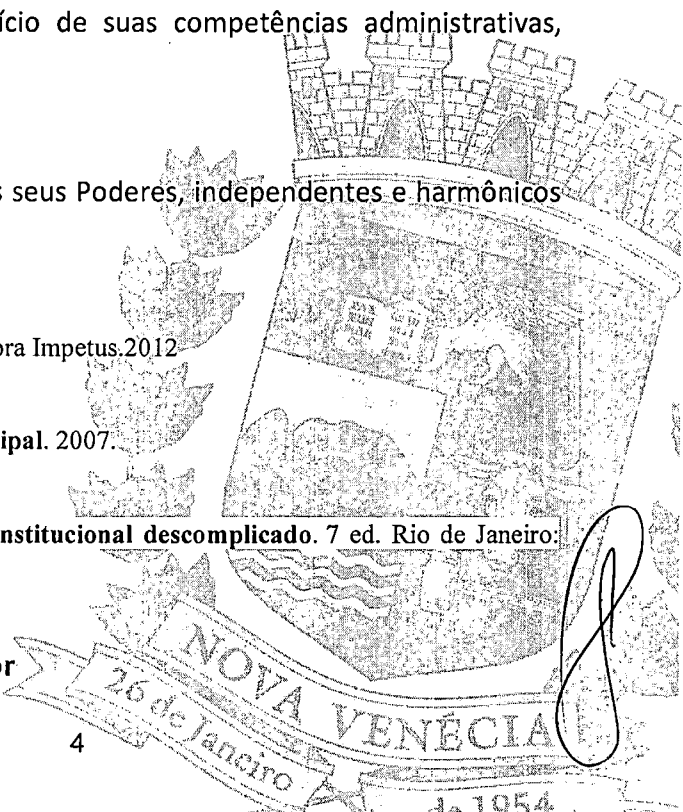 ício de suas competências administrativas,
s seus Poderes, independentes e harmônicos
ora Impetus.2012
ipal. 2007.
nstitucional descomplicado. 7 ed. Rio de Janeiro:
or
NOVA VENÉCIA
26 de Janeiro
4
de 1954